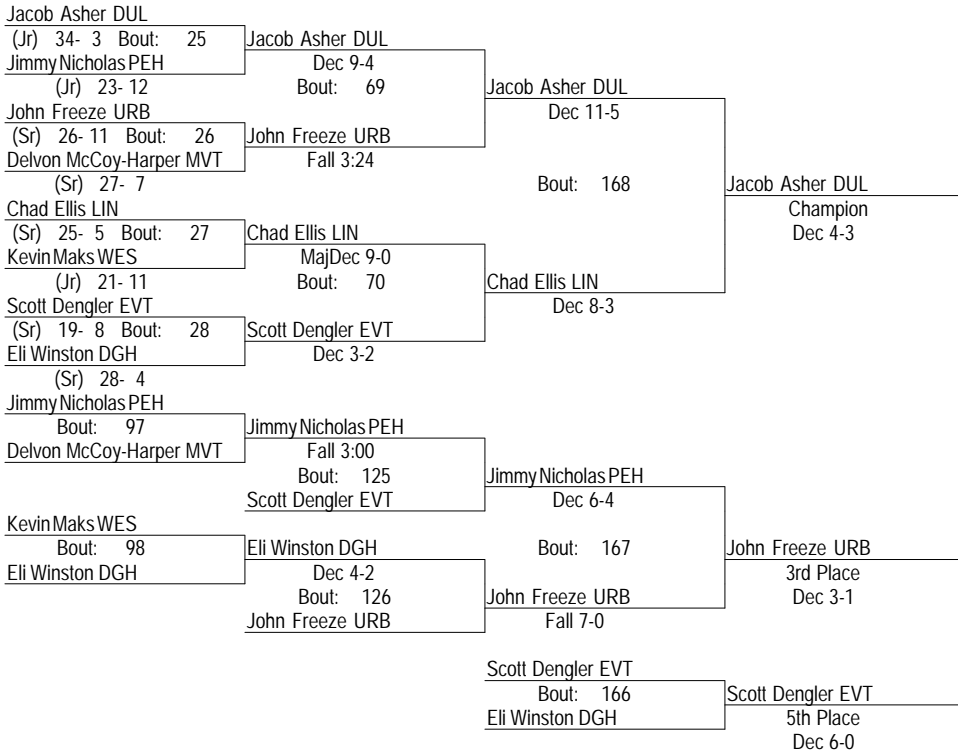 Jacob Asher DUL
(Jr) 34- 3 Bout: 25
Jacob Asher DUL
Jimmy Nicholas PEH
Dec 9-4
(Jr) 23- 12
Bout: 69
Jacob Asher DUL
John Freeze URB
Dec 11-5
(Sr) 26- 11 Bout: 26
John Freeze URB
Delvon McCoy-Harper MVT
Fall 3:24
(Sr) 27- 7
Bout: 168
Jacob Asher DUL
Chad Ellis LIN
Champion
(Sr) 25- 5 Bout: 27
Chad Ellis LIN
Dec 4-3
Kevin Maks WES
MajDec 9-0
(Jr) 21- 11
Bout: 70
Chad Ellis LIN
Scott Dengler EVT
Dec 8-3
(Sr) 19- 8 Bout: 28
Scott Dengler EVT
Eli Winston DGH
Dec 3-2
(Sr) 28- 4
Jimmy Nicholas PEH
Bout: 97
Jimmy Nicholas PEH
Delvon McCoy-Harper MVT
Fall 3:00
Bout: 125
Jimmy Nicholas PEH
Scott Dengler EVT
Dec 6-4
Kevin Maks WES
Bout: 98
Eli Winston DGH
Bout: 167
John Freeze URB
Eli Winston DGH
Dec 4-2
3rd Place
Bout: 126
John Freeze URB
Dec 3-1
John Freeze URB
Fall 7-0
Scott Dengler EVT
Bout: 166
Scott Dengler EVT
Eli Winston DGH
5th Place
Dec 6-0